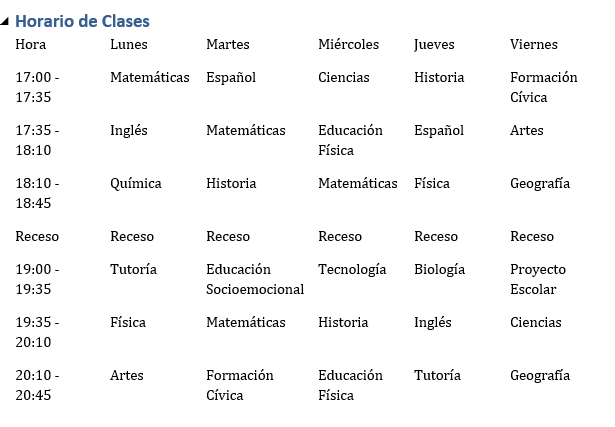 Horario de Clases
Hora Lunes Martes Miércoles Jueves Viernes
17:00 - 17:35 Matemáticas Español Ciencias Historia Formación Cívica
17:35 - 18:10 Inglés Matemáticas Educación Física Español Artes
18:10 - 18:45 Química Historia Matemáticas Física Geografía
Receso Receso Receso Receso Receso Receso
19:00 - 19:35 Tutoría Educación Socioemocional Tecnología Biología Proyecto Escolar
19:35 - 20:10 Física Matemáticas Historia Inglés Ciencias
20:10 - 20:45 Artes Formación Cívica Educación Física Tutoría Geografía